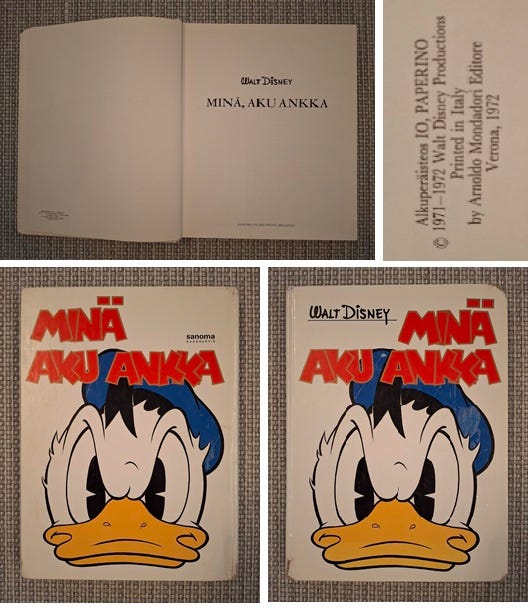 WALT DISNEY
MINÄ, AKU ANKKA
Alkuperäisteos IO, PAPERINO
© 1971–1972 Walt Disney Productions
Printed in Italy
by Arnoldo Mondadori Editore
Verona, 1972
MINÄ
sanoma
AKU ANKKA
WALT DISNEY
MINÄ
AKU ANKKA